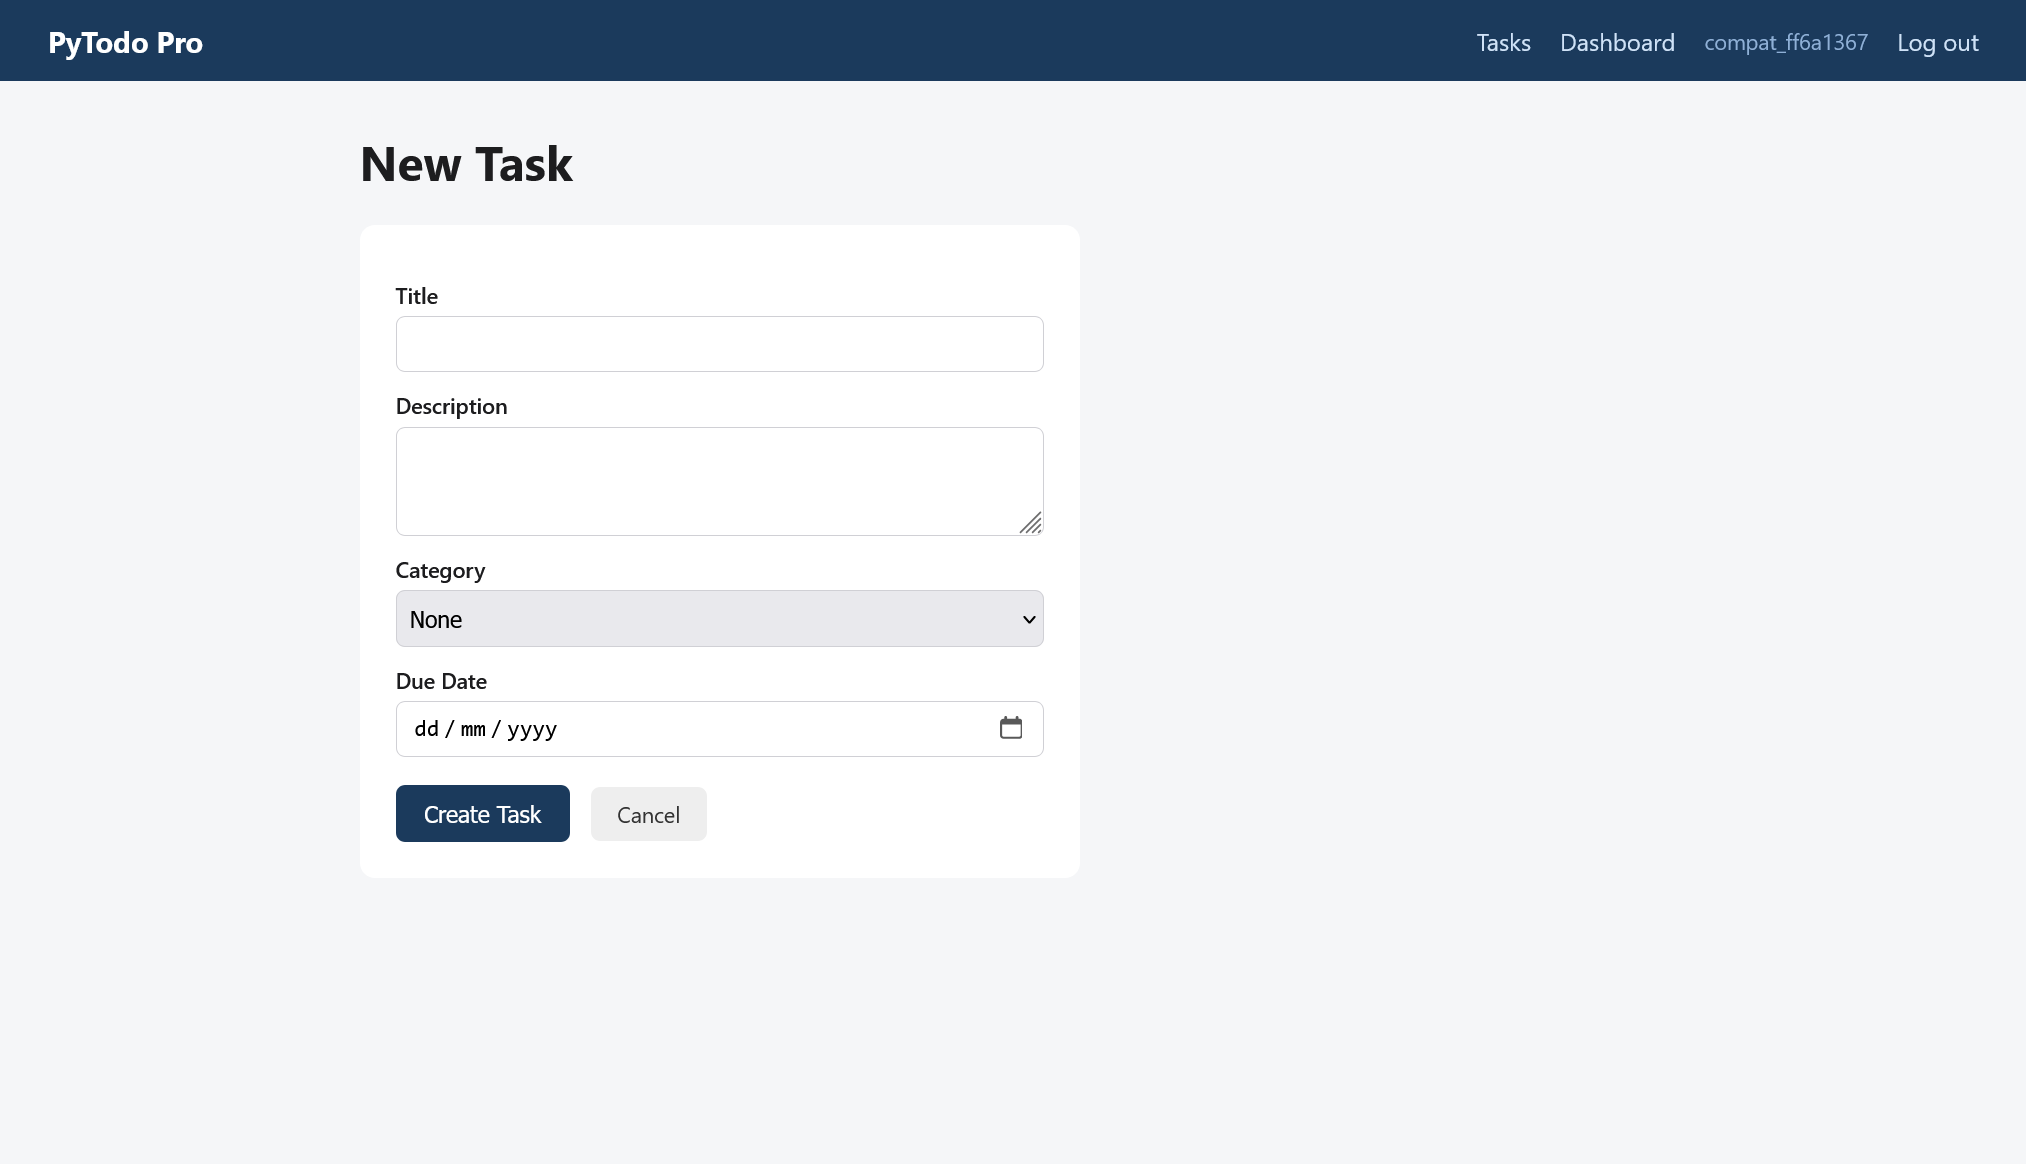 PyTodo Pro
Tasks Dashboard compat_ff6a1367 Log out
New Task
Title
Description
Category
None
Due Date
dd / mm / yyyy
Create Task Cancel